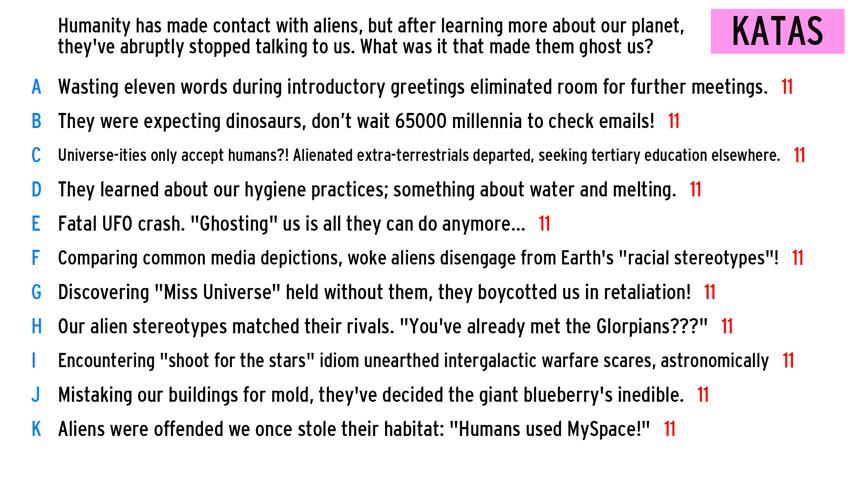 Humanity has made contact with aliens, but after learning more about our planet,
they've abruptly stopped talking to us. What was it that made them ghost us?
KATAS
A Wasting eleven words during introductory greetings eliminated room for further meetings. 11
B They were expecting dinosaurs, don’t wait 65000 millennia to check emails! 11
C Universe-ities only accept humans?! Alienated extra-terrestrials departed, seeking tertiary education elsewhere. 11
D They learned about our hygiene practices; something about water and melting. 11
E Fatal UFO crash. "Ghosting" us is all they can do anymore... 11
F Comparing common media depictions, woke aliens disengage from Earth's "racial stereotypes"! 11
G Discovering "Miss Universe" held without them, they boycotted us in retaliation! 11
H Our alien stereotypes matched their rivals. "You've already met the Glorpians???" 11
I Encountering "shoot for the stars" idiom unearthed intergalactic warfare scares, astronomically 11
J Mistaking our buildings for mold, they've decided the giant blueberry's inedible. 11
K Aliens were offended we once stole their habitat: "Humans used MySpace!" 11